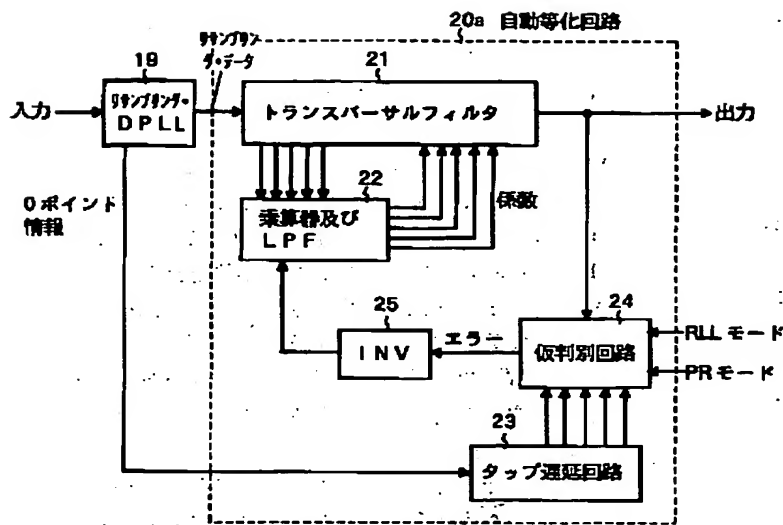 20a 自動等化回路
リサンプリン
グ・データ
19
21
入力
リサンプリング・
DPLL
トランスバーサルフィルタ
出力
0ポイント
情報
22
乗算器及び
LPF
係数
25
INV
エラー
24
仮判別回路
RLLモード
PRモード
23
タップ遅延回路